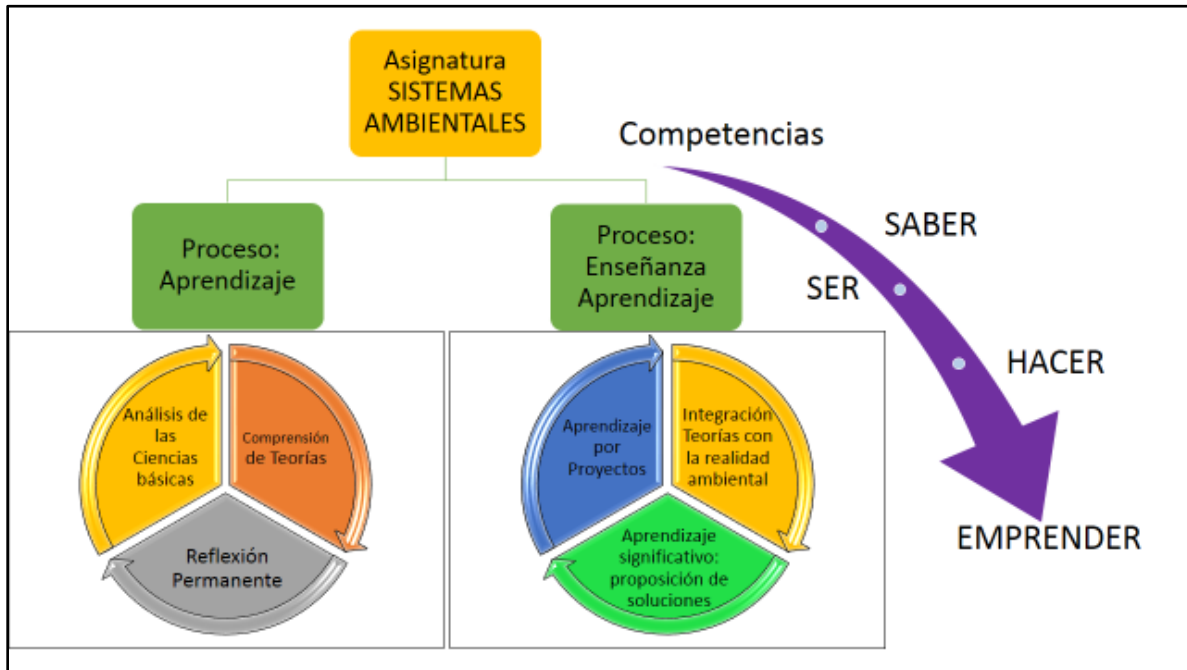 Asignatura
SISTEMAS
AMBIENTALES
Competencias
SABER
SER
HACER
EMPRENDER
Proceso:
Aprendizaje
Proceso:
Enseñanza
Aprendizaje
Análisis de
las
Ciencias
básicas
Comprensión
de Teorías
Reflexión
Permanente
Aprendizaje
por
Proyectos
Integración
Teorías con
la realidad
ambiental
Aprendizaje
significativo:
proposición de
soluciones